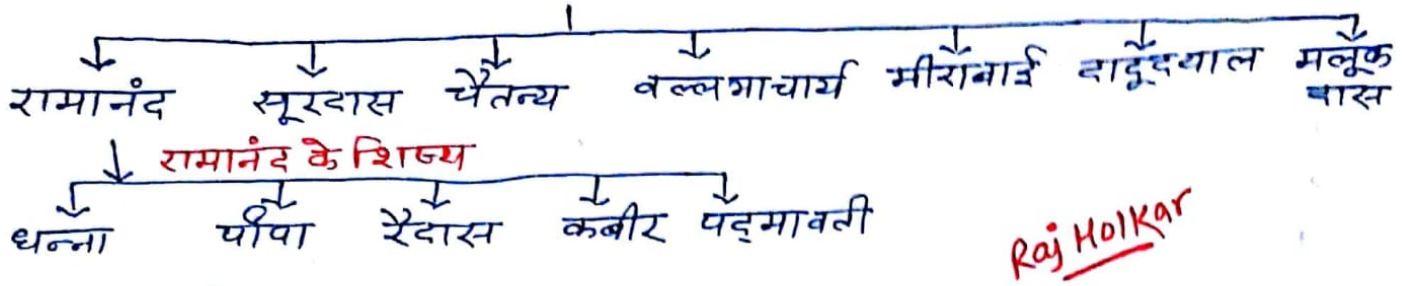 रामानंद सूरदास चैतन्य वल्लभाचार्य मीराबाई दादूदयाल मलूक
दास
रामानंद के शिष्य
धन्ना पीपा रैदास कबीर पद्मावती
Raj Holkar